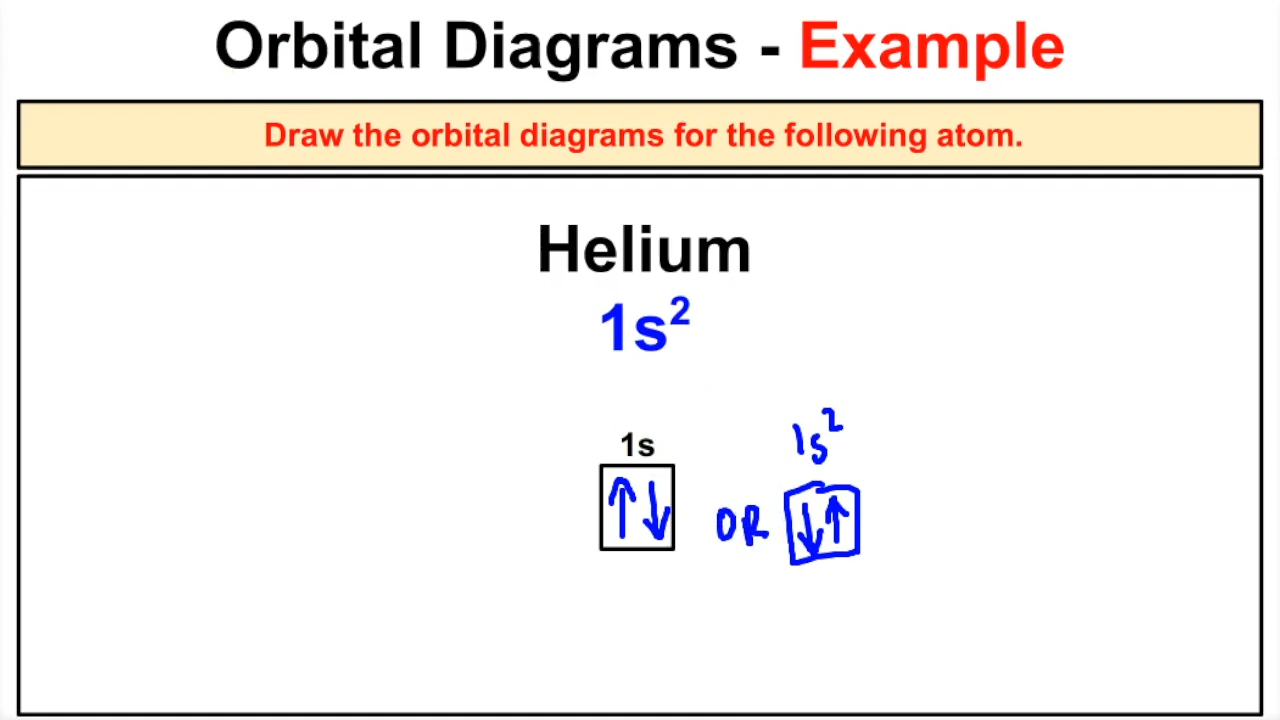 Orbital Diagrams - Example
Draw the orbital diagrams for the following atom.
Helium
1s²
1s
1s²
↑↓ OR ↓↑